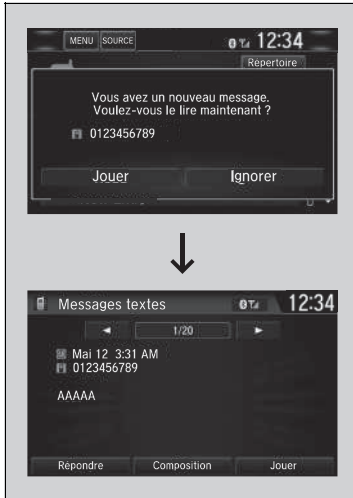 MENU SOURCE 12:34
Repertoire
Vous avez un nouveau message.
Voulez-vous le lire maintenant ?
0123456789
Jouer Ignorer
Messages textes 12:34
1/20
Mai 12 3:31 AM
0123456789
AAAAA
Répondre Composition Jouer